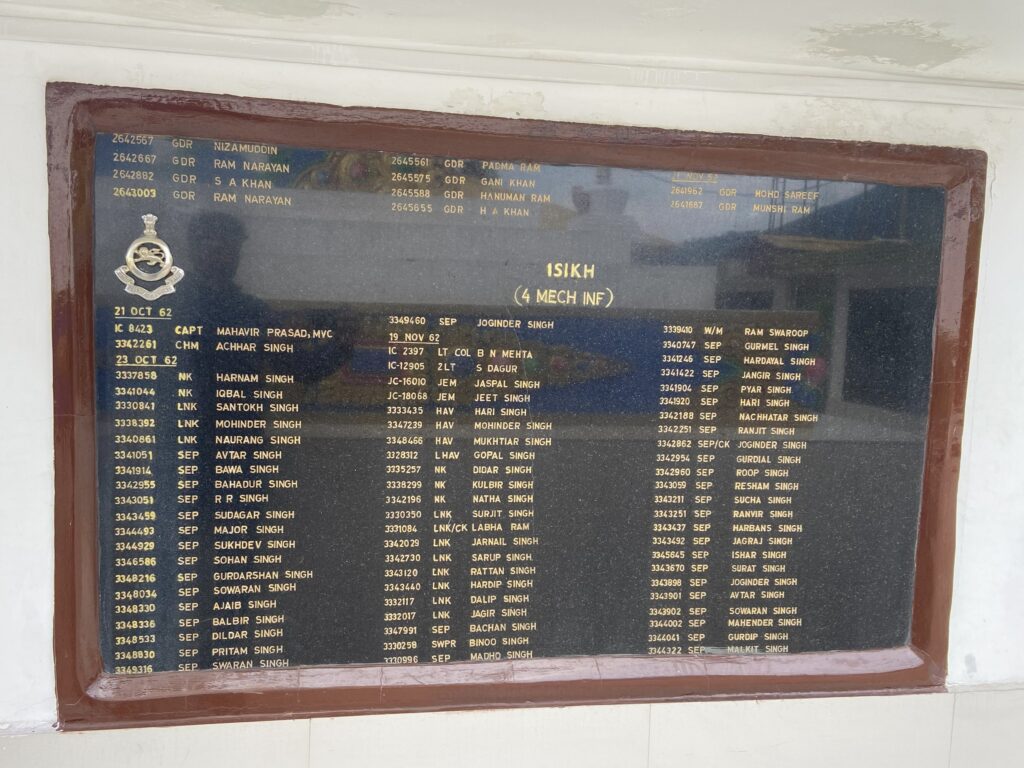 2642567 GDR NIZAMUDDIN
2642667 GDR RAM NARAYAN
2642882 GDR S A KHAN
2643003 GDR RAM NARAYAN
2645561 GDR PADMA RAM
2645575 GDR GANI KHAN
2645588 GDR HANUMAN RAM
2645655 GDR H A KHAN
NOV 62
2641962 GDR MOHD SAREEF
2641687 GDR MUNSHI RAM
1SIKH
(4 MECH INF)
21 OCT 62
IC 8423 CAPT MAHAVIR PRASAD, MVC
3342261 CHM ACHHAR SINGH
23 OCT 62
3337858 NK HARNAM SINGH
3341044 NK IQBAL SINGH
3330841 LNK SANTOKH SINGH
3338392 LNK MOHINDER SINGH
3340861 LNK NAURANG SINGH
3341051 SEP AVTAR SINGH
3341914 SEP BAWA SINGH
3342955 SEP BAHADUR SINGH
3343051 SEP R R SINGH
3343459 SEP SUDAGAR SINGH
3344493 SEP MAJOR SINGH
3344929 SEP SUKHDEV SINGH
3346586 SEP SOHAN SINGH
3348216 SEP GURDARSHAN SINGH
3348034 SEP SOWARAN SINGH
3348330 SEP AJAIB SINGH
3348336 SEP BALBIR SINGH
3348533 SEP DILDAR SINGH
3348830 SEP PRITAM SINGH
3349316 SEP SWARAN SINGH
3349460 SEP JOGINDER SINGH
19 NOV 62
IC 2397 LT COL B N MEHTA
IC-12905 2LT S DAGUR
JC-16010 JEM JASPAL SINGH
JC-18068 JEM JEET SINGH
3333435 HAV HARI SINGH
3347239 HAV MOHINDER SINGH
3348466 HAV MUKHTIAR SINGH
3328312 LHAV GOPAL SINGH
3335257 NK DIDAR SINGH
3338299 NK KULBIR SINGH
3342196 NK NATHA SINGH
3330350 LNK SURJIT SINGH
3331084 LNK/CK LABHA RAM
3342029 LNK JARNAIL SINGH
3342730 LNK SARUP SINGH
3343120 LNK RATTAN SINGH
3343440 LNK HARDIP SINGH
3332117 LNK DALIP SINGH
3332017 LNK JAGIR SINGH
3347991 SEP BACHAN SINGH
3330258 SWPR BINOO SINGH
3330996 SEP MADHO SINGH
3339410 W/M RAM SWAROOP
3340747 SEP GURMEL SINGH
3341246 SEP HARDAYAL SINGH
3341422 SEP JANGIR SINGH
3341904 SEP PYAR SINGH
3341920 SEP HARI SINGH
3342188 SEP NACHHATAR SINGH
3342251 SEP RANJIT SINGH
3342862 SEP/CK JOGINDER SINGH
3342954 SEP GURDIAL SINGH
3342960 SEP ROOP SINGH
3343059 SEP RESHAM SINGH
3343211 SEP SUCHA SINGH
3343251 SEP RANVIR SINGH
3343437 SEP HARBANS SINGH
3343492 SEP JAGRAJ SINGH
3345645 SEP ISHAR SINGH
3343670 SEP SURAT SINGH
3343898 SEP JOGINDER SINGH
3343901 SEP AVTAR SINGH
3343902 SEP SOWARAN SINGH
3344002 SEP MAHENDER SINGH
3344041 SEP GURDIP SINGH
3344322 SEP MALKIT SINGH